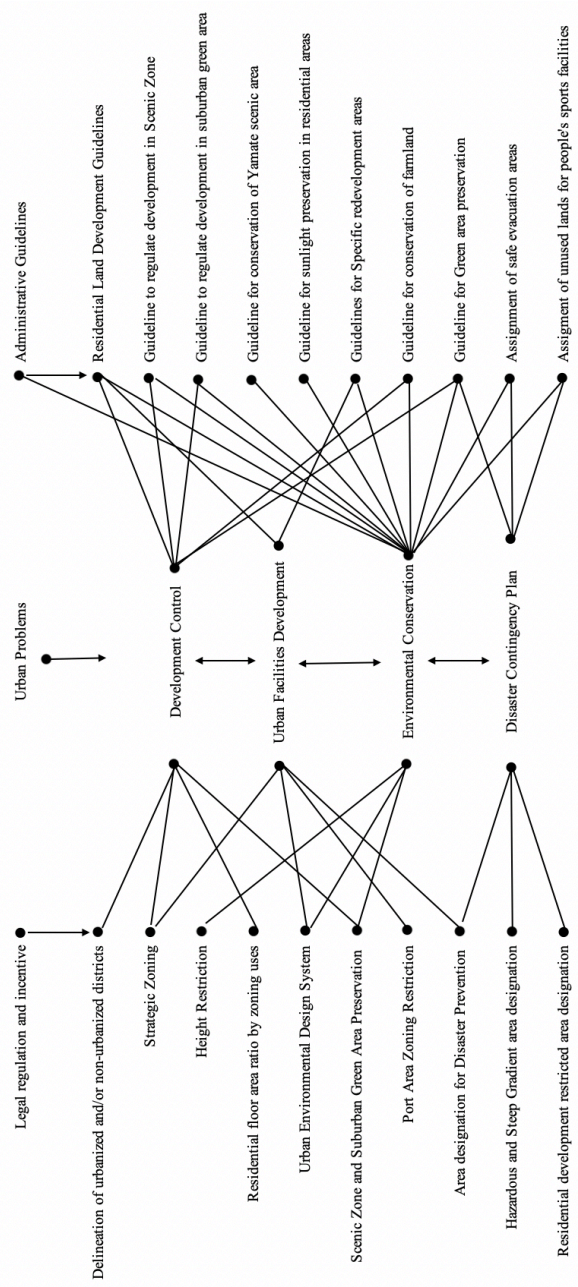 Legal regulation and incentive
Delineation of urbanized and/or non-urbanized districts
Strategic Zoning
Height Restriction
Residential floor area ratio by zoning uses
Urban Environmental Design System
Scenic Zone and Suburban Green Area Preservation
Port Area Zoning Restriction
Area designation for Disaster Prevention
Hazardous and Steep Gradient area designation
Residential development restricted area designation
Urban Problems
Development Control
Urban Facilities Development
Environmental Conservation
Disaster Contingency Plan
Administrative Guidelines
Residential Land Development Guidelines
Guideline to regulate development in Scenic Zone
Guideline to regulate development in suburban green area
Guideline for conservation of Yamate scenic area
Guideline for sunlight preservation in residential areas
Guidelines for Specific redevelopment areas
Guideline for conservation of farmland
Guideline for Green area preservation
Assignment of safe evacuation areas
Assigment of unused lands for people's sports facilities